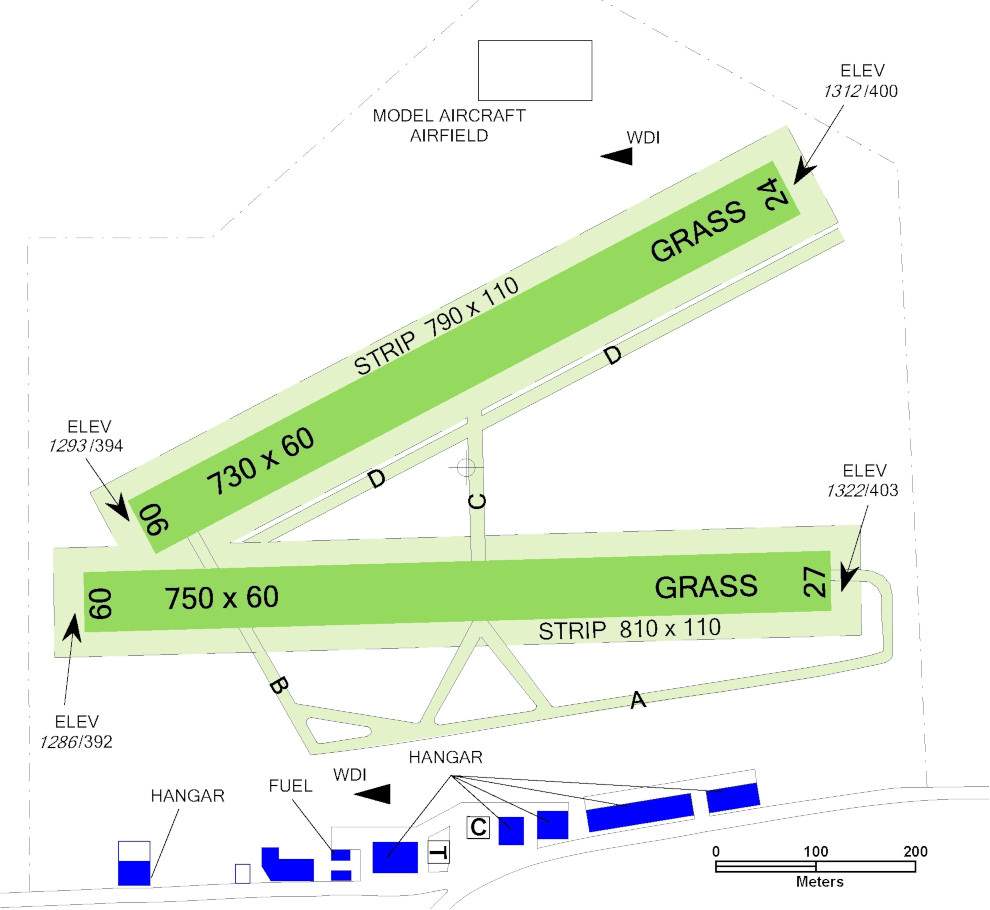 MODEL AIRCRAFT
AIRFIELD
ELEV
1312/400
WDI
24
GRASS
STRIP 790 x 110
D
730 x 60
ELEV
1293/394
D
C
06
ELEV
1322/403
09
750 x 60
GRASS
27
STRIP 810 x 110
B
A
ELEV
1286/392
HANGAR
WDI
FUEL
HANGAR
C
T
0 100 200
Meters